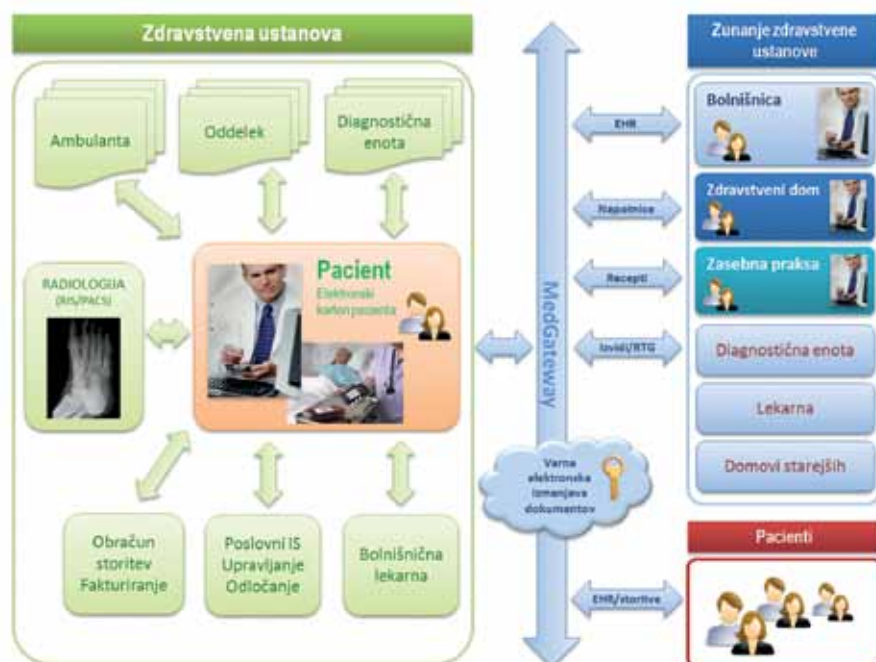 Zdravstvena ustanova
Ambulanta
Oddelek
Diagnostična
enota
RADIOLOGIJA
(RIS/PACS)
Pacient
Elektronski
karton pacienta
Obračun
storitev
Fakturiranje
Poslovni IS
Upravljanje
Odločanje
Bolnišnična
lekarna
MedGateway
EHR
Napotnice
Recepti
Izvidi/RTG
Varna
elektronska
izmenjava
dokumentov
EHR/storitve
Zunanje zdravstvene
ustanove
Bolnišnica
Zdravstveni dom
Zasebna praksa
Diagnostična enota
Lekarna
Domovi starejših
Pacienti